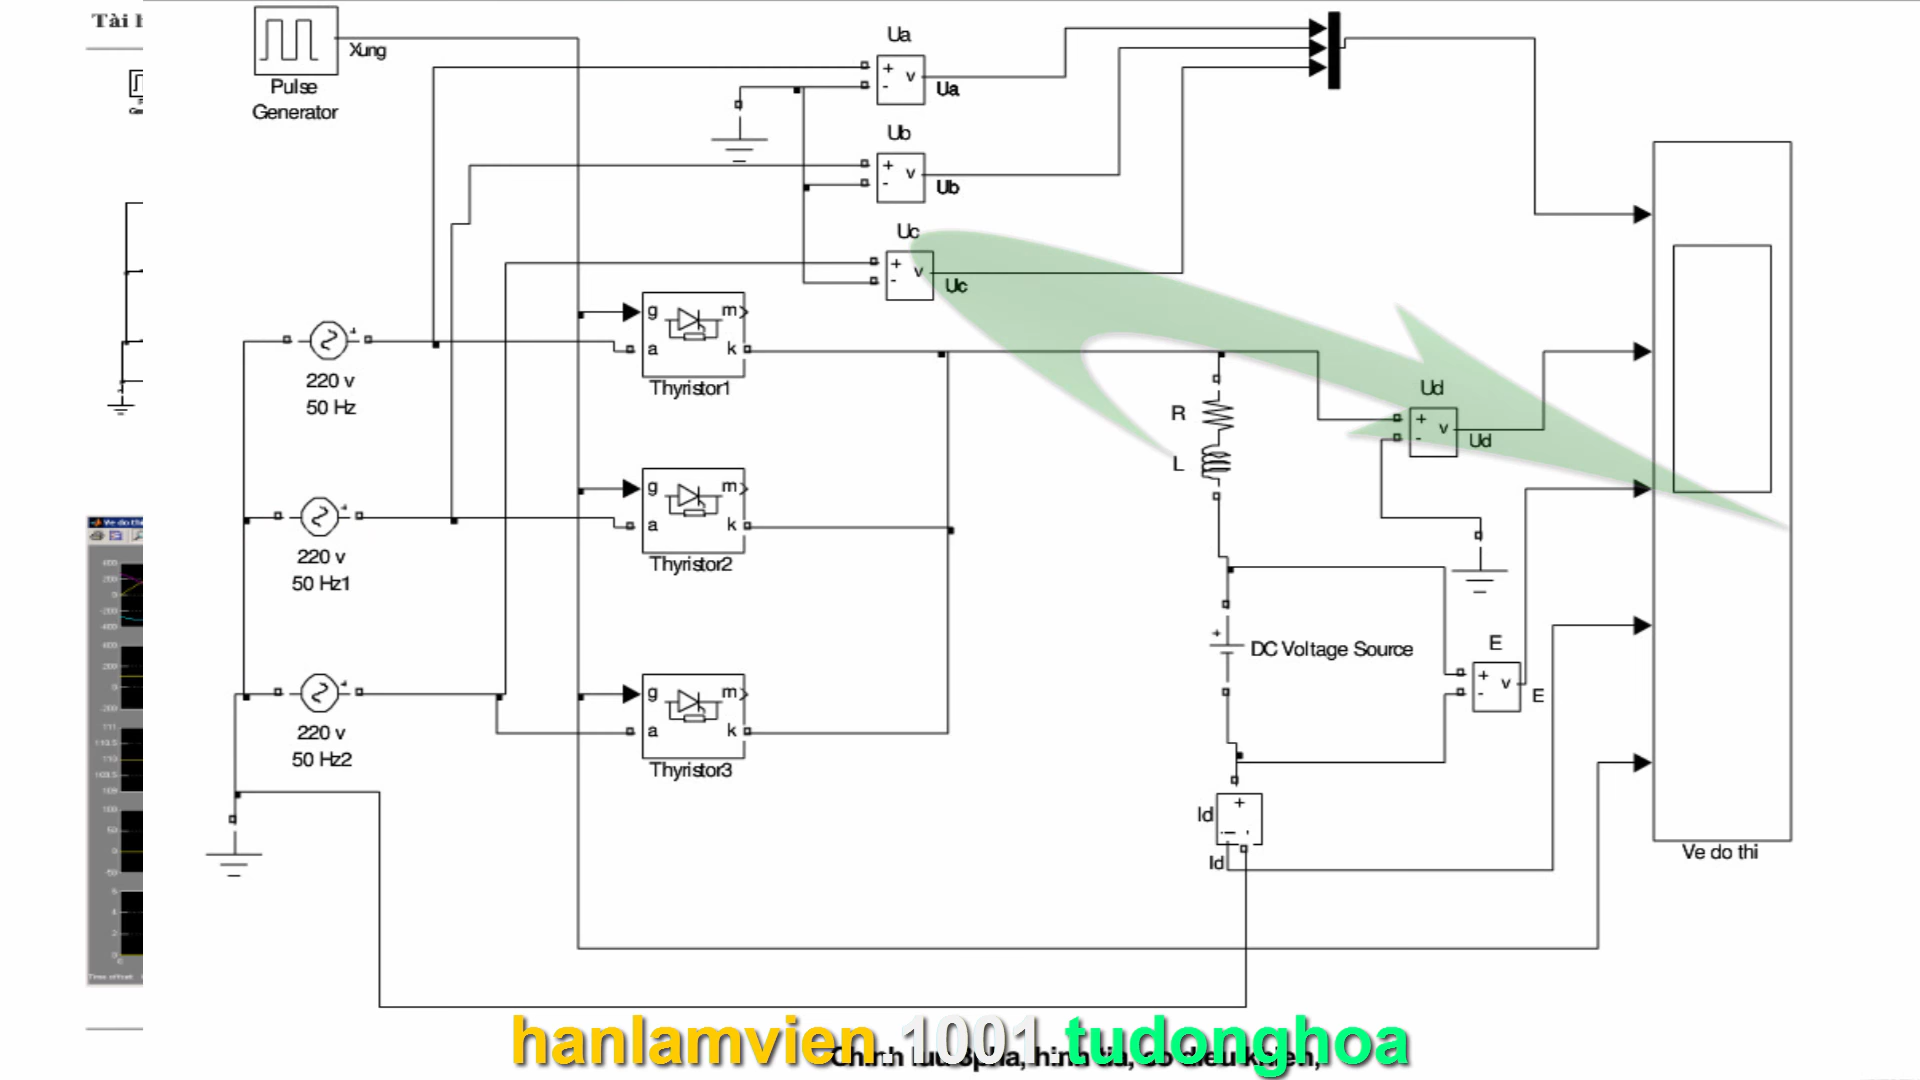 Tài
Xung
Pulse
Generator
Ua
+
-
v
Ua
Ub
+
-
v
Ub
Uc
+
-
v
Uc
g
m
a
k
Thyristor1
220 v
50 Hz
R
L
Ud
+
-
v
Ud
g
m
a
k
Thyristor2
220 v
50 Hz1
+
DC Voltage Source
E
+
-
v
E
g
m
a
k
Thyristor3
220 v
50 Hz2
Id
+
Id
Ve do thi
hanlamvien.1001 tudonghoa